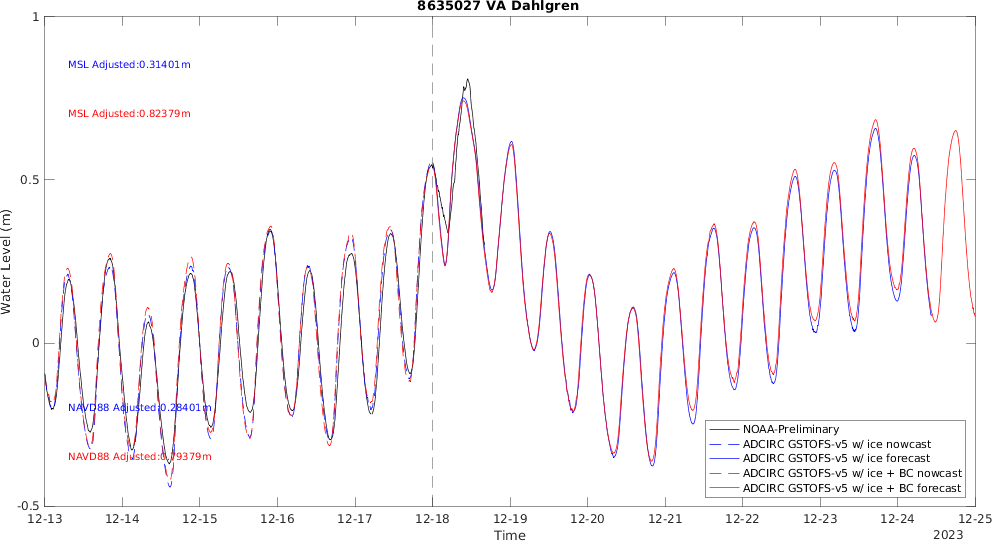 8635027 VA Dahlgren
1
MSL Adjusted:0.31401m
MSL Adjusted:0.82379m
0.5
Water Level (m)
0
NAVD88 Adjusted:0.28401m
NAVD88 Adjusted:0.79379m
NOAA-Preliminary
ADCIRC GSTOFS-v5 w/ ice nowcast
ADCIRC GSTOFS-v5 w/ ice forecast
ADCIRC GSTOFS-v5 w/ ice + BC nowcast
ADCIRC GSTOFS-v5 w/ ice + BC forecast
-0.5
12-13 12-14 12-15 12-16 12-17 12-18 12-19 12-20 12-21 12-22 12-23 12-24 12-25
Time
2023